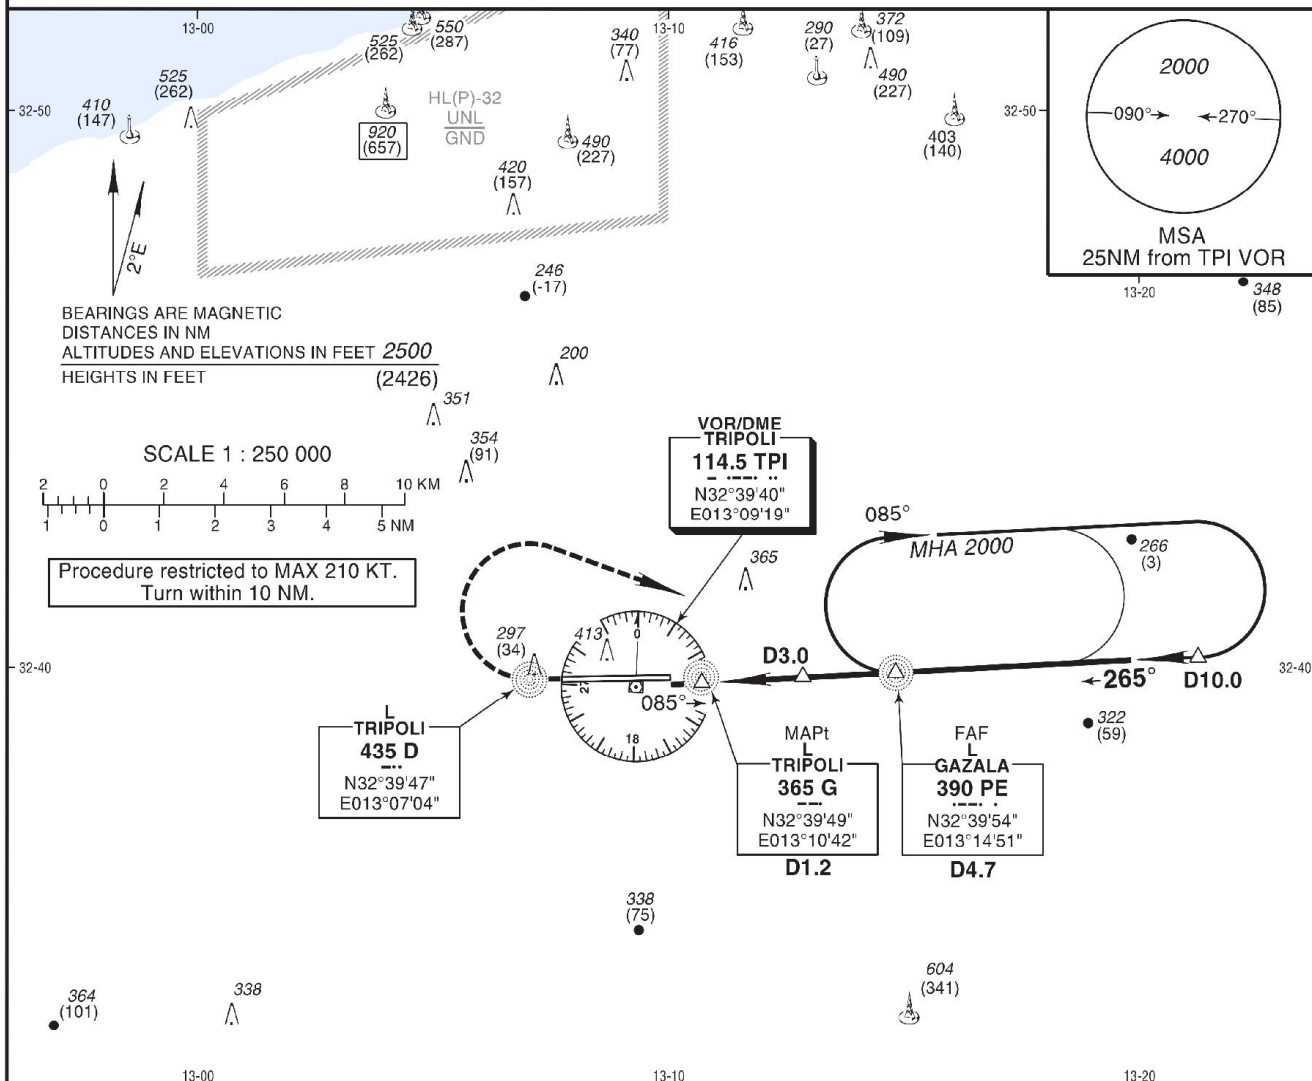 13-00
13-10
550
(287)
525
(262)
340
(77)
416
(153)
290
(27)
372
(109)
490
(227)
525
(262)
410
(147)
32-50
HL(P)-32
UNL
GND
920
(657)
490
(227)
420
(157)
32-50
403
(140)
2000
090°
270°
4000
MSA
25NM from TPI VOR
13-20
348
(85)
2°E
246
(-17)
BEARINGS ARE MAGNETIC
DISTANCES IN NM
ALTITUDES AND ELEVATIONS IN FEET 2500
HEIGHTS IN FEET (2426)
200
351
354
(91)
SCALE 1 : 250 000
2 0 2 4 6 8 10 KM
1 0 1 2 3 4 5 NM
Procedure restricted to MAX 210 KT.
Turn within 10 NM.
VOR/DME
TRIPOLI
114.5 TPI
N32°39'40"
E013°09'19"
365
085°
MHA 2000
266
(3)
297
(34)
413
0
27
18
085°
32-40
D3.0
265°
D10.0
32-40
L
TRIPOLI
435 D
N32°39'47"
E013°07'04"
MAPt
L
TRIPOLI
365 G
N32°39'49"
E013°10'42"
D1.2
FAF
L
GAZALA
390 PE
N32°39'54"
E013°14'51"
D4.7
322
(59)
338
(75)
604
(341)
364
(101)
338
13-00
13-10
13-20